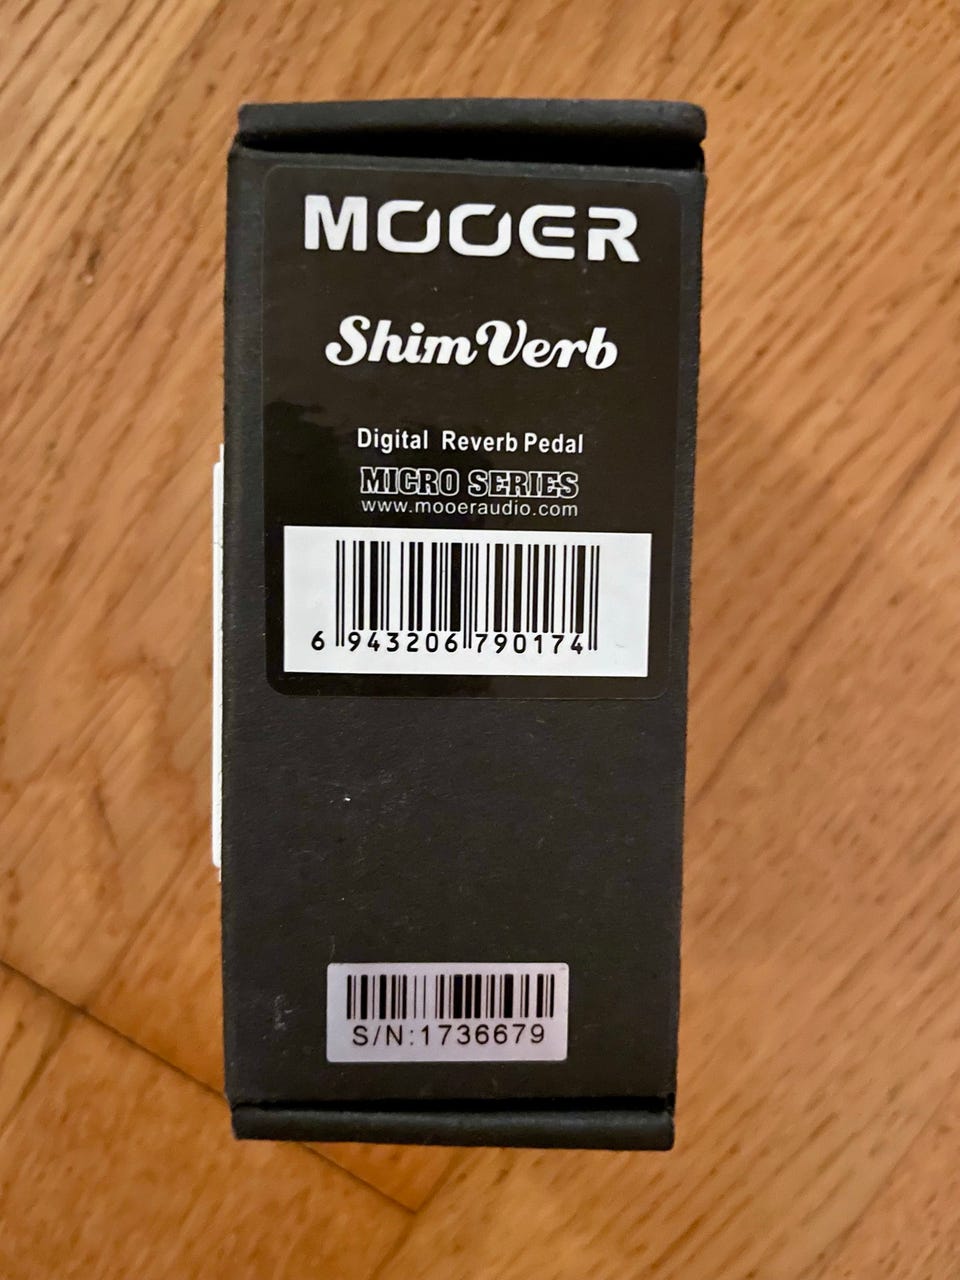 MOOER
ShimVerb
Digital Reverb Pedal
MICRO SERIES
www.mooeraudio.com
6 943206 790174
S/N:1736679